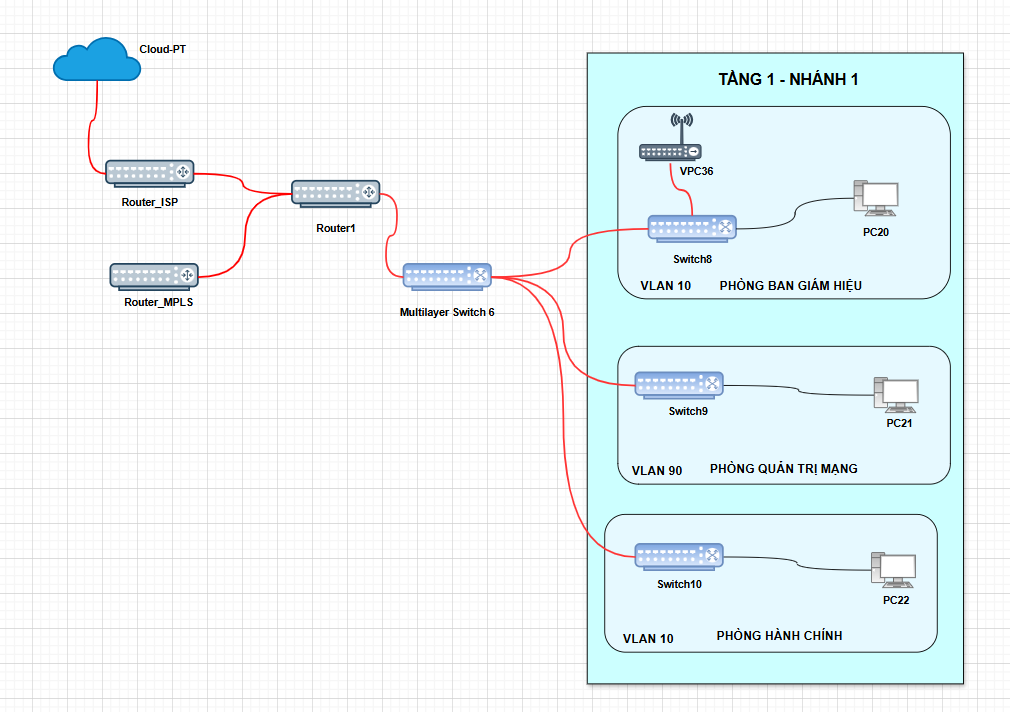 Cloud-PT
Router_ISP
Router_MPLS
Router1
Multilayer Switch 6
TẦNG 1 - NHÁNH 1
VPC36
PC20
Switch8
VLAN 10 PHÒNG BAN GIÁM HIỆU
Switch9
PC21
VLAN 90 PHÒNG QUẢN TRỊ MẠNG
Switch10
PC22
VLAN 10 PHÒNG HÀNH CHÍNH